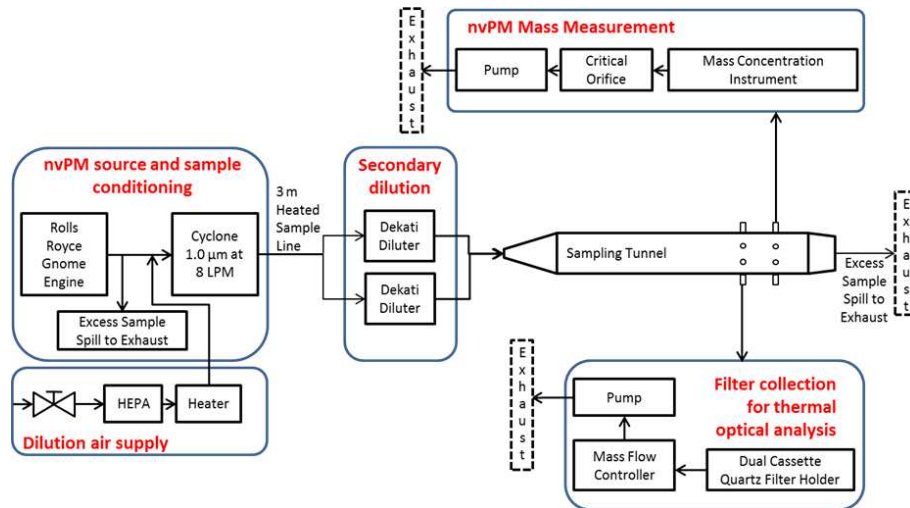 nvPM Mass Measurement
Exhaust
Pump
Critical
Orifice
Mass Concentration
Instrument
nvPM source and sample
conditioning
Rolls
Royce
Gnome
Engine
Cyclone
1.0 μm at
8 LPM
Excess Sample
Spill to Exhaust
3 m
Heated
Sample
Line
Secondary
dilution
Dekati
Diluter
Dekati
Diluter
Sampling Tunnel
Excess
Sample
Spill to
Exhaust
Exhaust
HEPA
Heater
Dilution air supply
Exhaust
Pump
Mass Flow
Controller
Dual Cassette
Quartz Filter Holder
Filter collection
for thermal
optical analysis